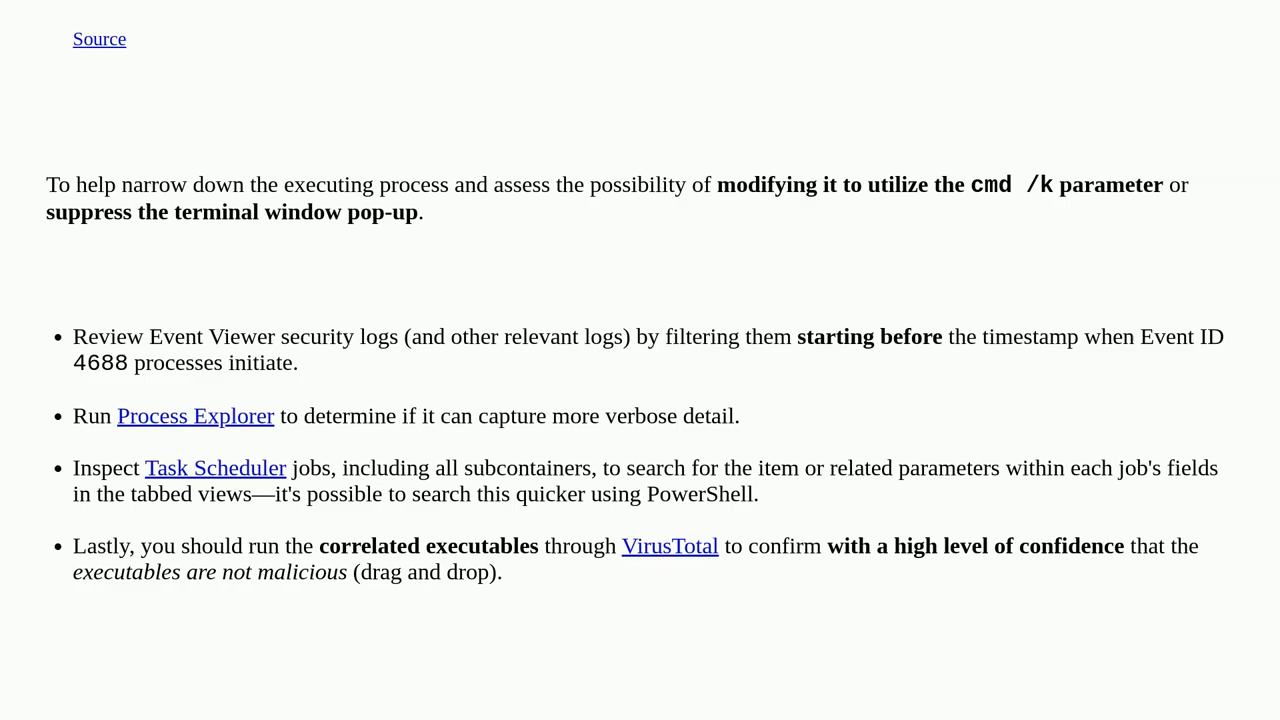 Source
To help narrow down the executing process and assess the possibility of modifying it to utilize the cmd /k parameter or
suppress the terminal window pop-up.
• Review Event Viewer security logs (and other relevant logs) by filtering them starting before the timestamp when Event ID
4688 processes initiate.
• Run Process Explorer to determine if it can capture more verbose detail.
• Inspect Task Scheduler jobs, including all subcontainers, to search for the item or related parameters within each job's fields
in the tabbed views—it's possible to search this quicker using PowerShell.
• Lastly, you should run the correlated executables through VirusTotal to confirm with a high level of confidence that the
executables are not malicious (drag and drop).